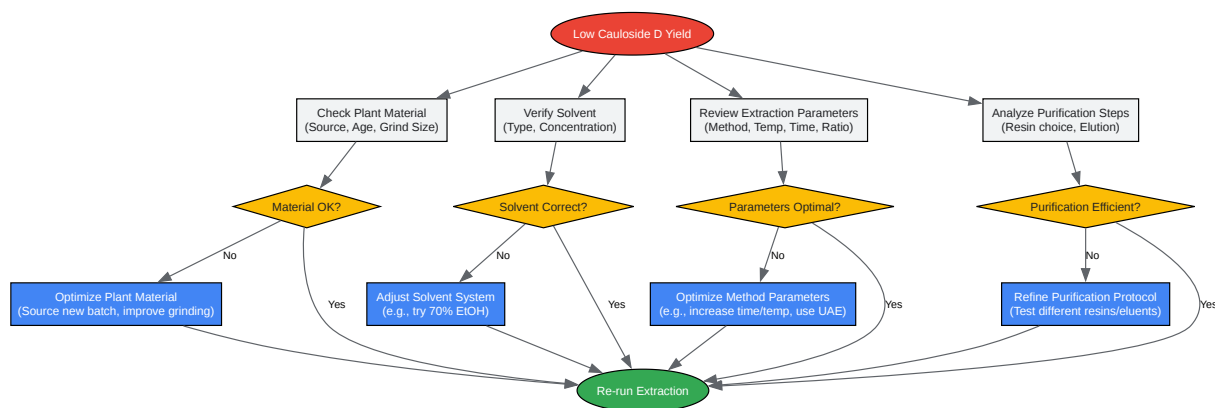 Low Cauloside D Yield
Check Plant Material
(Source, Age, Grind Size)
Verify Solvent
(Type, Concentration)
Review Extraction Parameters
(Method, Temp, Time, Ratio)
Analyze Purification Steps
(Resin choice, Elution)
Material OK?
Solvent Correct?
Parameters Optimal?
Purification Efficient?
No
Yes
No
Yes
No
Yes
No
Yes
Optimize Plant Material
(Source new batch, improve grinding)
Adjust Solvent System
(e.g., try 70% EtOH)
Optimize Method Parameters
(e.g., increase time/temp, use UAE)
Refine Purification Protocol
(Test different resins/eluents)
Re-run Extraction